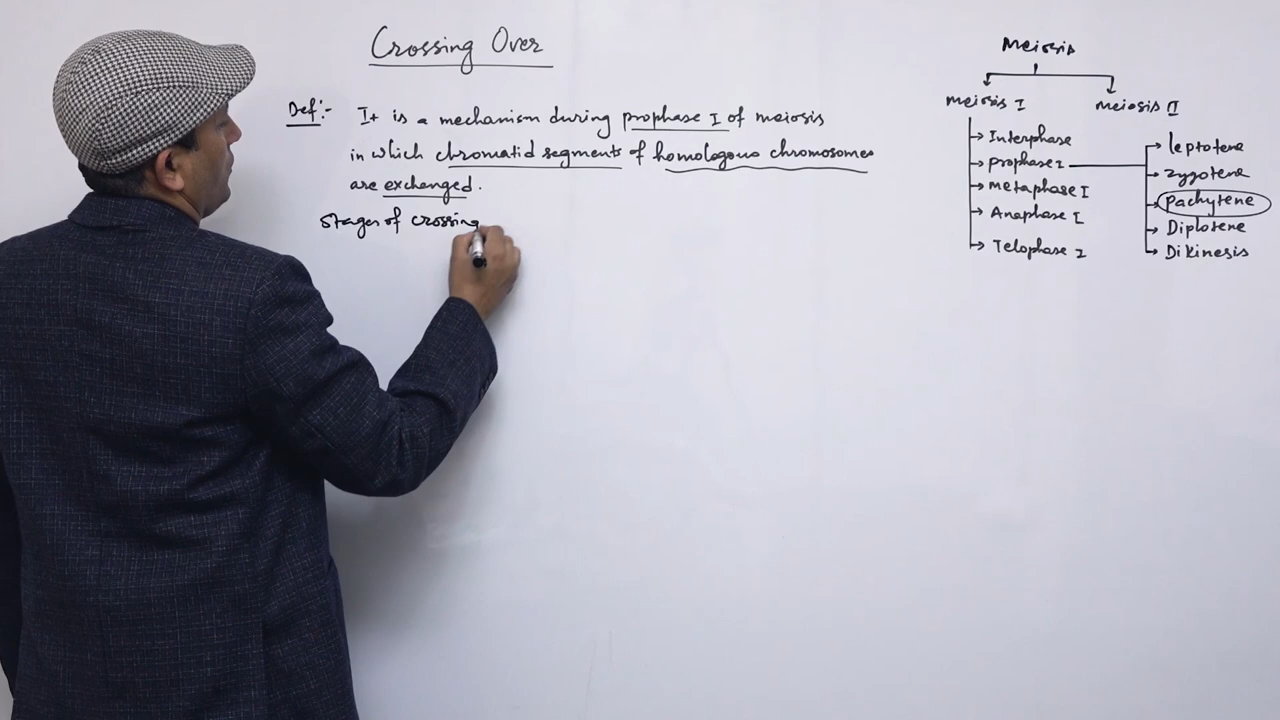 Crossing Over
Def:- It is a mechanism during prophase I of meiosis
in which chromatid segments of homologous chromosomes
are exchanged.
stages of crossing
Meiosis
meiosis I
meiosis II
Interphase
prophase I
metaphase I
Anaphase I
Telophase I
leptotene
zygotene
pachytene
Diplotene
Dikinesis